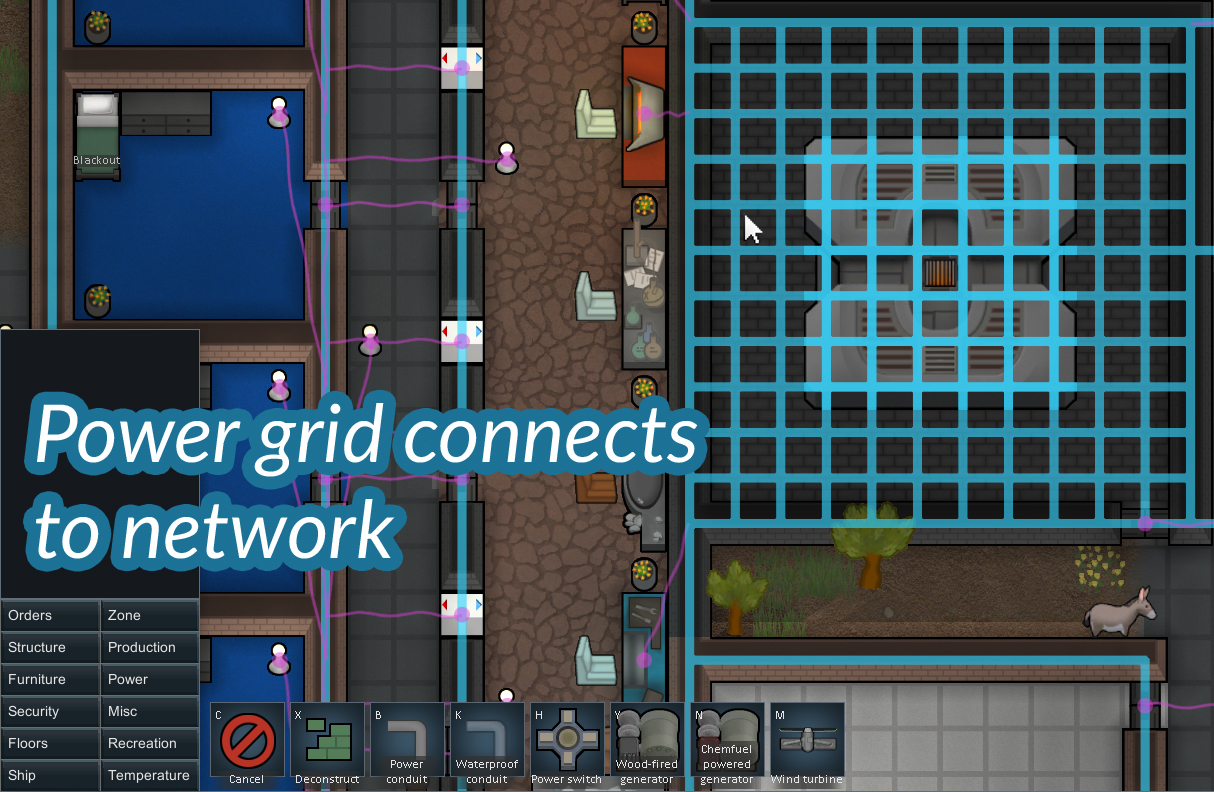 Blackout
Power grid connects
to network
Orders Zone
Structure Production
Furniture Power
Security Misc
Floors Recreation
Ship Temperature
C X B K H Y N M
Cancel
Deconstruct
Power
conduit
Waterproof
conduit
Power switch
Wood-fired
generator
Chemfuel
powered
generator
Wind turbine